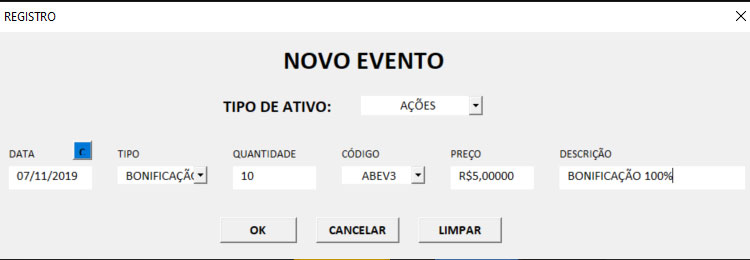 REGISTRO
NOVO EVENTO
TIPO DE ATIVO: AÇÕES
DATA C TIPO QUANTIDADE CÓDIGO PREÇO DESCRIÇÃO
07/11/2019 BONIFICAÇÃO 10 ABEV3 R$5,00000 BONIFICAÇÃO 100%
OK CANCELAR LIMPAR